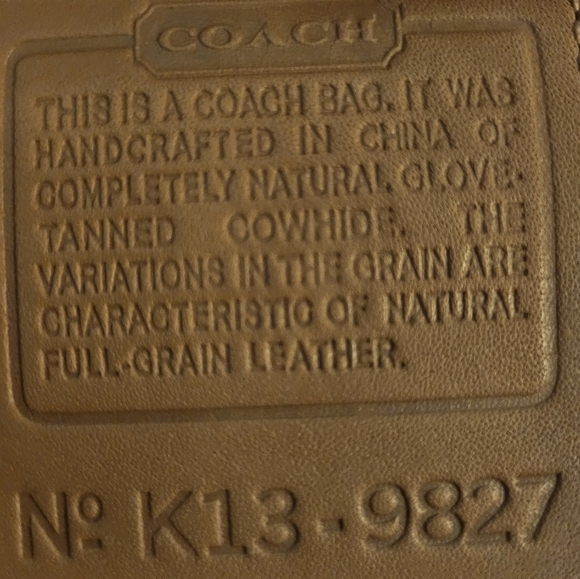 COACH
THIS IS A COACH BAG. IT WAS
HANDCRAFTED IN CHINA OF
COMPLETELY NATURAL GLOVE-
TANNED COWHIDE. THE
VARIATIONS IN THE GRAIN ARE
CHARACTERISTIC OF NATURAL
FULL-GRAIN LEATHER.
Nº K13-9827